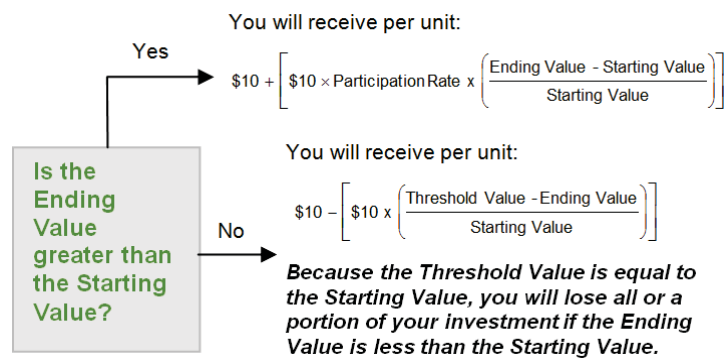 You will receive per unit:
Yes
$10 + [$10 × Participation Rate x (Ending Value - Starting Value / Starting Value)]
Is the
Ending
Value
greater than
the Starting
Value?
No
You will receive per unit:
$10 – [$10 x (Threshold Value - Ending Value / Starting Value)]
Because the Threshold Value is equal to
the Starting Value, you will lose all or a
portion of your investment if the Ending
Value is less than the Starting Value.